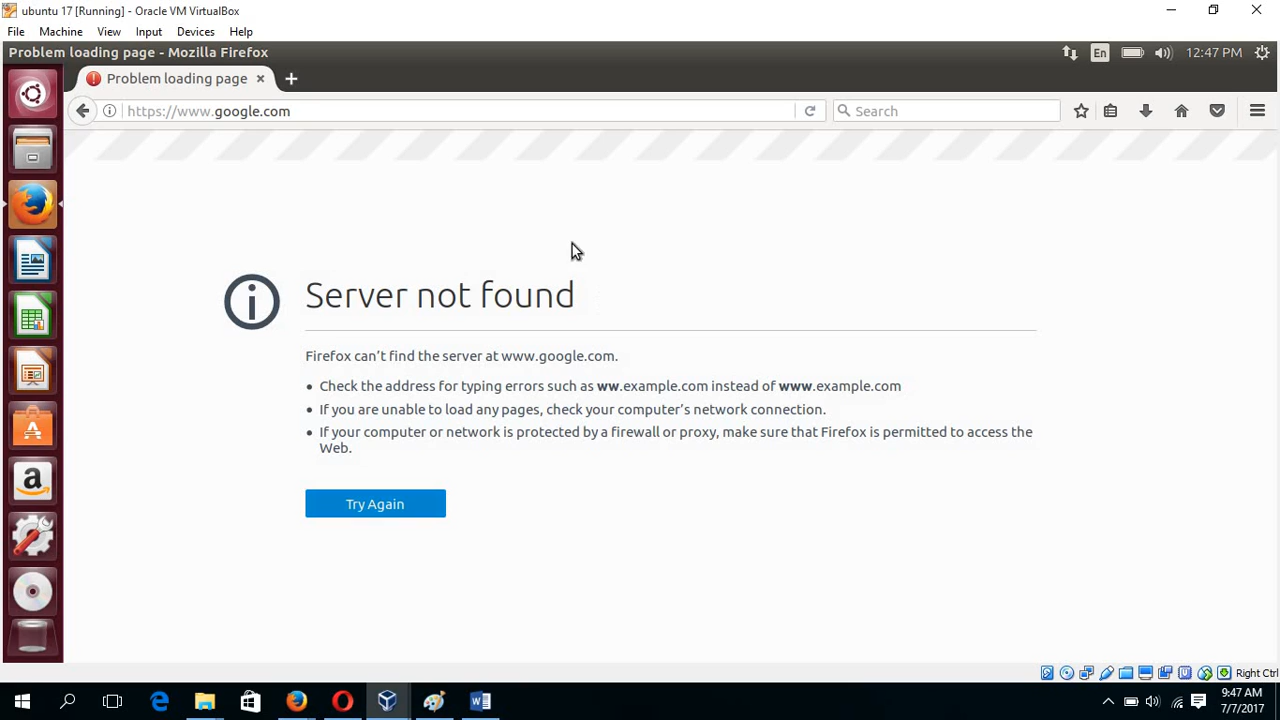 ubuntu 17 [Running] - Oracle VM VirtualBox
File Machine View Input Devices Help
Problem loading page - Mozilla Firefox En 12:47 PM
Problem loading page
https://www.google.com Search
Server not found
Firefox can't find the server at www.google.com.
• Check the address for typing errors such as ww.example.com instead of www.example.com
• If you are unable to load any pages, check your computer's network connection.
• If your computer or network is protected by a firewall or proxy, make sure that Firefox is permitted to access the
Web.
Try Again
Right Ctrl
9:47 AM
7/7/2017